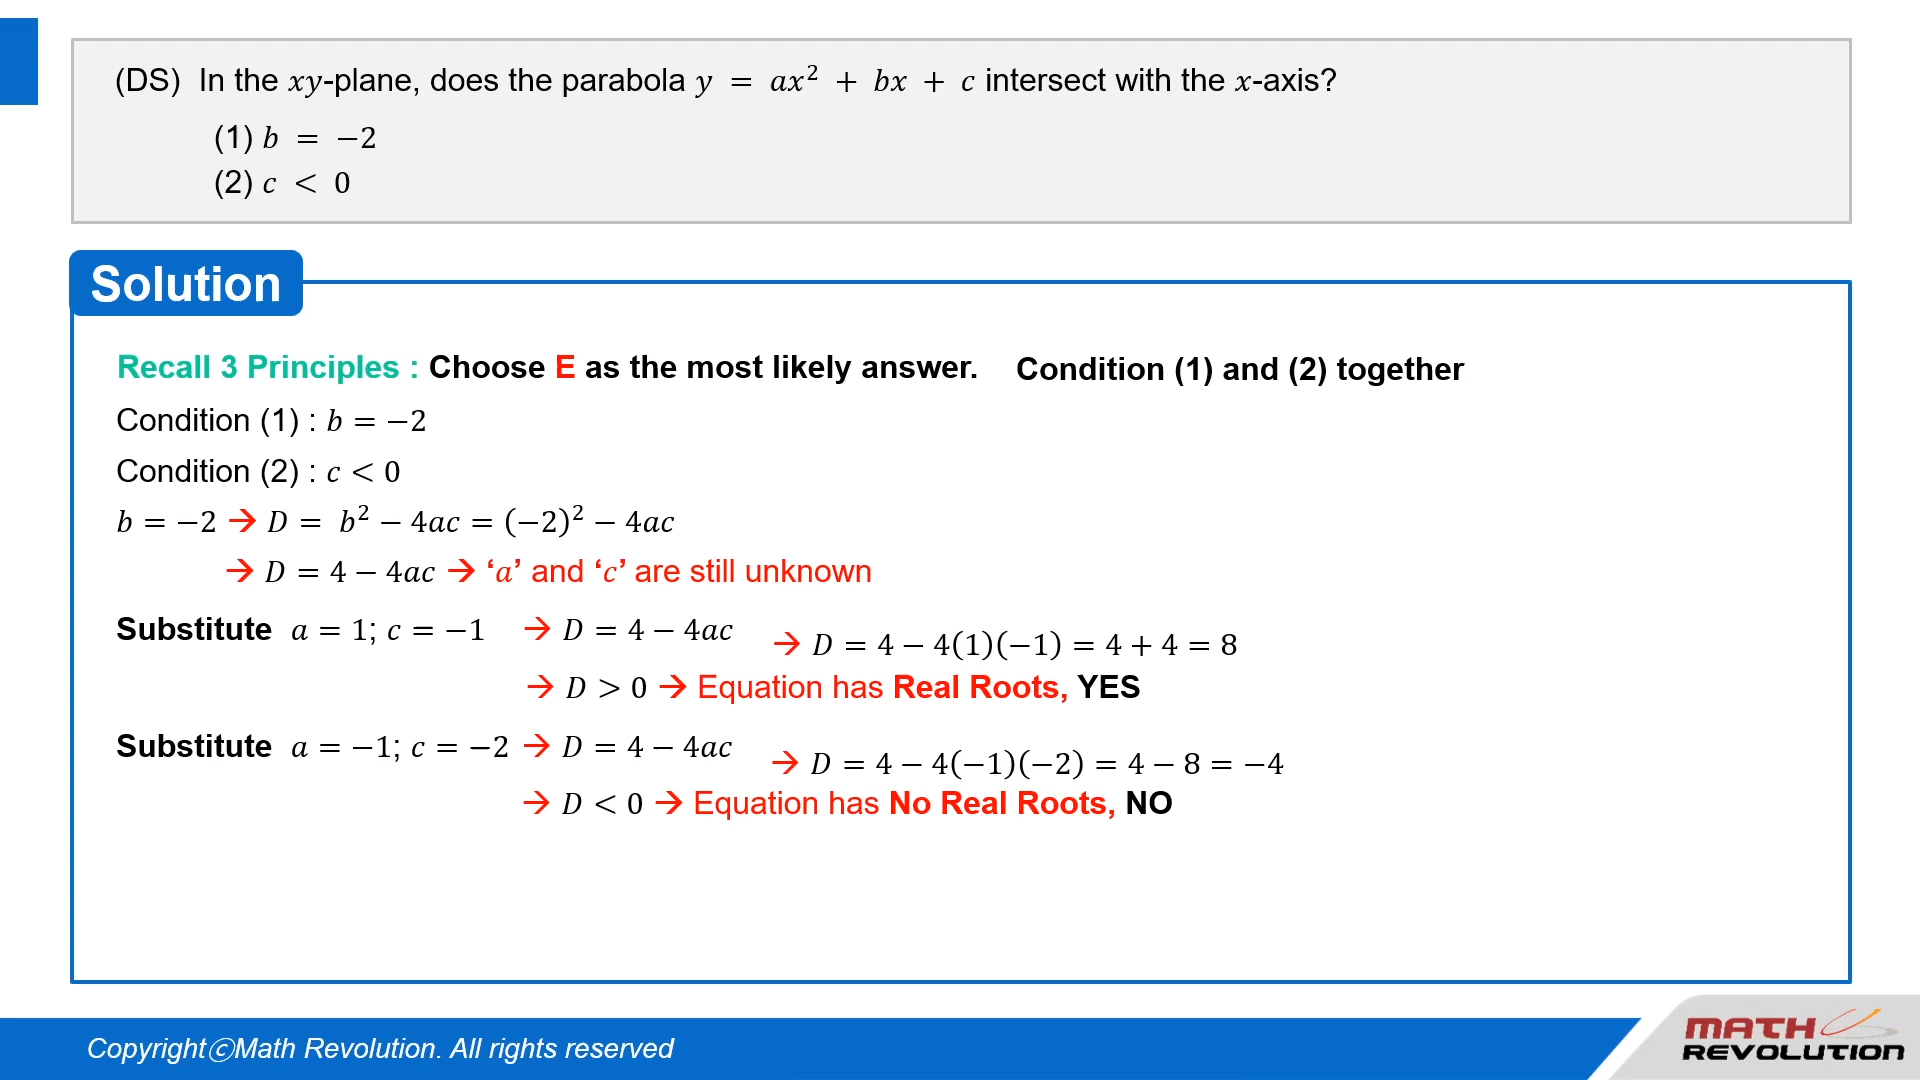 (DS) In the xy-plane, does the parabola y = ax² + bx + c intersect with the x-axis?
(1) b = −2
(2) c < 0
Solution
Recall 3 Principles : Choose E as the most likely answer. Condition (1) and (2) together
Condition (1) : b = −2
Condition (2) : c < 0
b = −2 → D = b² − 4ac = (−2)² − 4ac
→ D = 4 − 4ac → ‘a’ and ‘c’ are still unknown
Substitute a = 1; c = −1 → D = 4 − 4ac → D = 4 − 4(1)(−1) = 4 + 4 = 8
→ D > 0 → Equation has Real Roots, YES
Substitute a = −1; c = −2 → D = 4 − 4ac → D = 4 − 4(−1)(−2) = 4 − 8 = −4
→ D < 0 → Equation has No Real Roots, NO
CopyrightⓒMath Revolution. All rights reserved
MATH
REVOLUTION